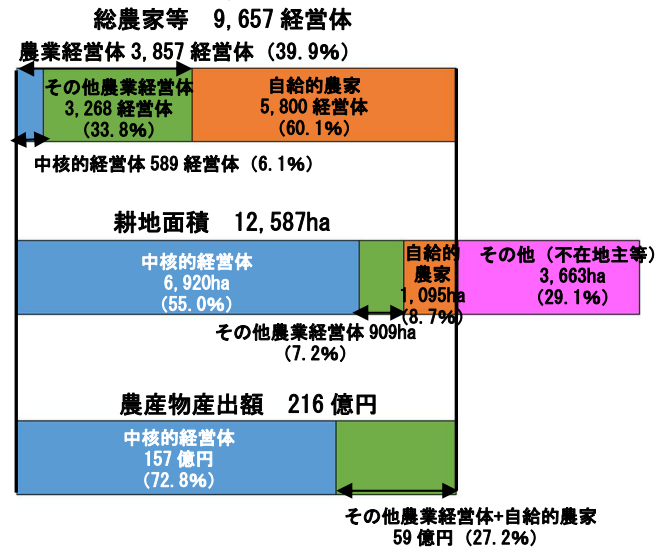 総農家等　9,657 経営体
農業経営体 3,857 経営体（39.9％）
その他農業経営体
3,268 経営体
（33.8％）
自給的農家
5,800 経営体
（60.1％）
中核的経営体 589 経営体（6.1％）
耕地面積　12,587ha
中核的経営体
6,920ha
（55.0％）
自給的
農家
1,095ha
（8.7％）
その他（不在地主等）
3,663ha
（29.1％）
その他農業経営体 909ha
（7.2％）
農産物産出額　216 億円
中核的経営体
157 億円
（72.8％）
その他農業経営体+自給的農家
59 億円（27.2％）